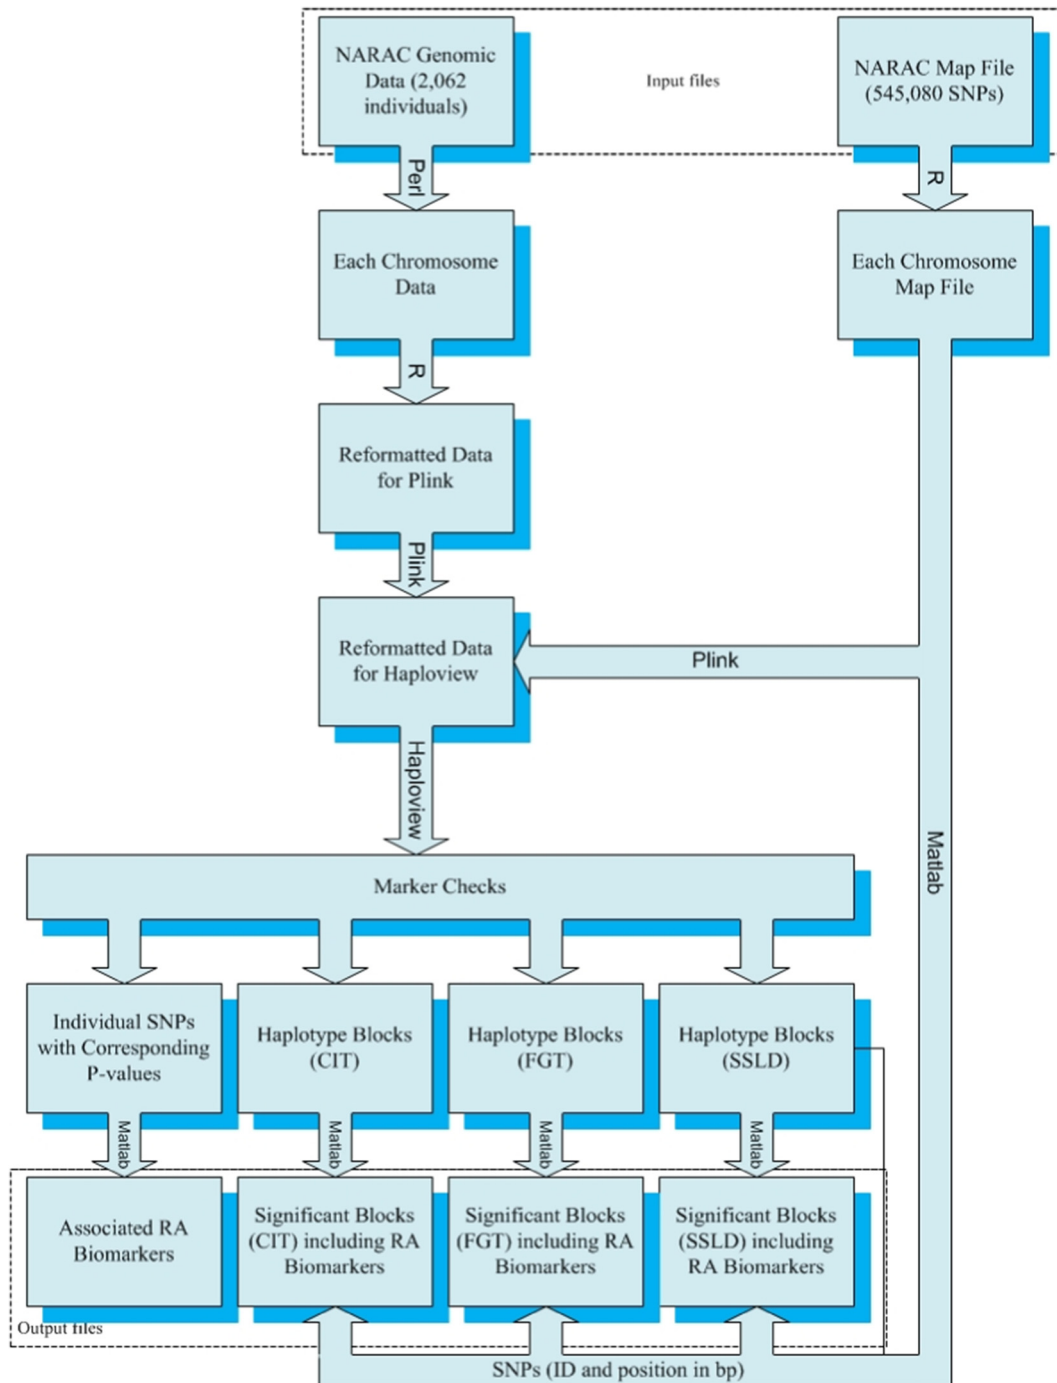 NARAC Genomic
Data (2,062
individuals)
Input files
NARAC Map File
(545,080 SNPs)
Perl
R
Each Chromosome
Data
Each Chromosome
Map File
R
Reformatted Data
for Plink
Plink
Reformatted Data
for Haploview
Plink
Haploview
Matlab
Marker Checks
Individual SNPs
with Corresponding
P-values
Haplotype Blocks
(CIT)
Haplotype Blocks
(FGT)
Haplotype Blocks
(SSLD)
Matlab
Matlab
Matlab
Matlab
Associated RA
Biomarkers
Significant Blocks
(CIT) including RA
Biomarkers
Significant Blocks
(FGT) including RA
Biomarkers
Significant Blocks
(SSLD) including
RA Biomarkers
Output files
SNPs (ID and position in bp)